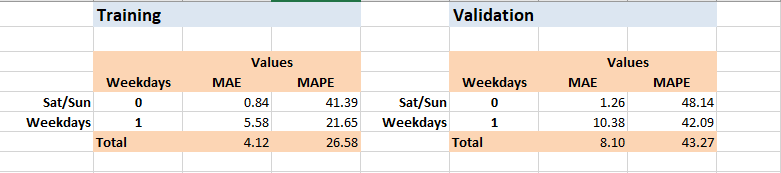 Training Validation
Values Values
Weekdays MAE MAPE Weekdays MAE MAPE
Sat/Sun 0 0.84 41.39 Sat/Sun 0 1.26 48.14
Weekdays 1 5.58 21.65 Weekdays 1 10.38 42.09
Total 4.12 26.58 Total 8.10 43.27